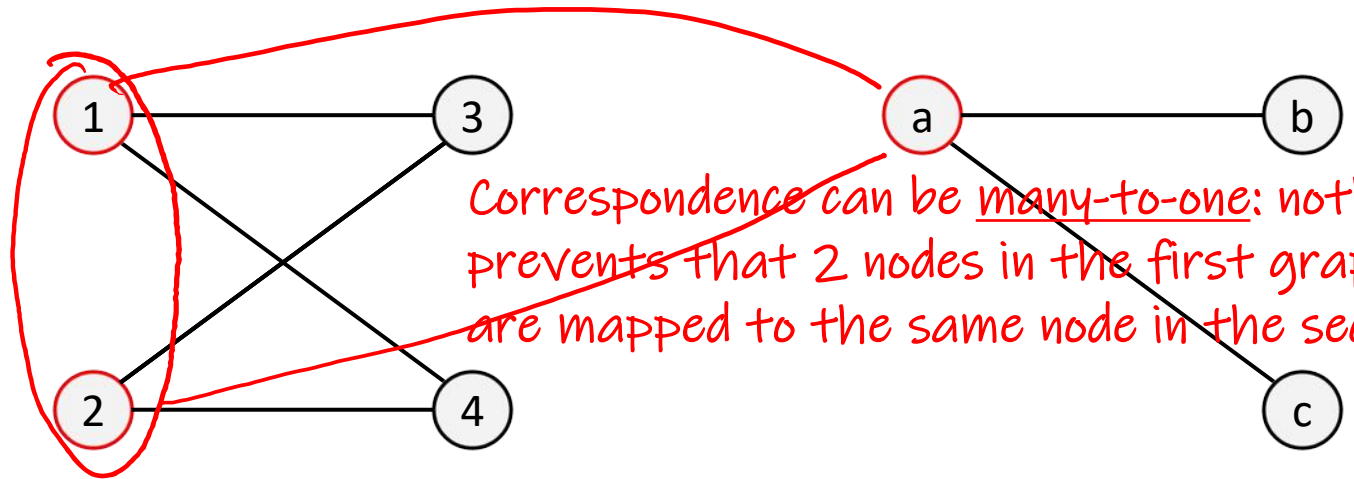 1
3
a
b
Correspondence can be many-to-one: not
prevents that 2 nodes in the first gra
are mapped to the same node in the se
2
4
c